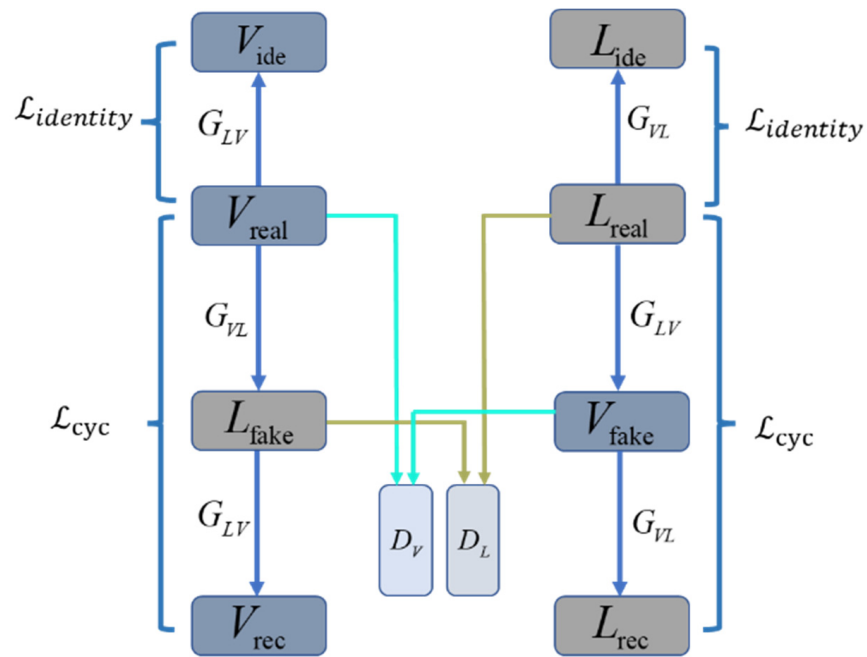 V_ide
L_ide
ℒ_identity
G_LV
G_VL
ℒ_identity
V_real
L_real
G_VL
G_LV
ℒ_cyc
L_fake
V_fake
ℒ_cyc
G_LV
D_V
D_L
G_VL
V_rec
L_rec